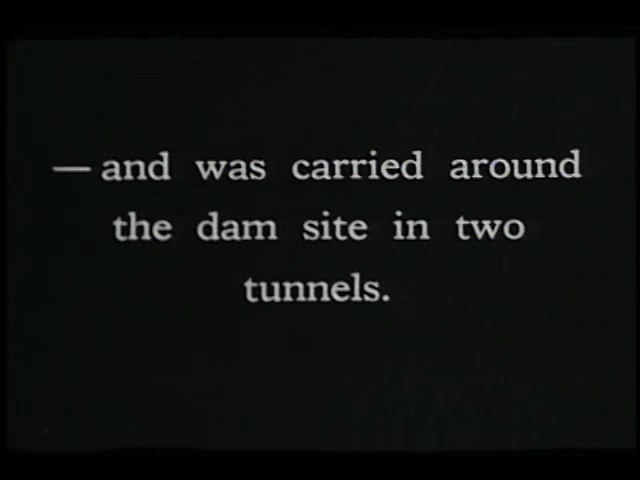 — and was carried around
the dam site in two
tunnels.